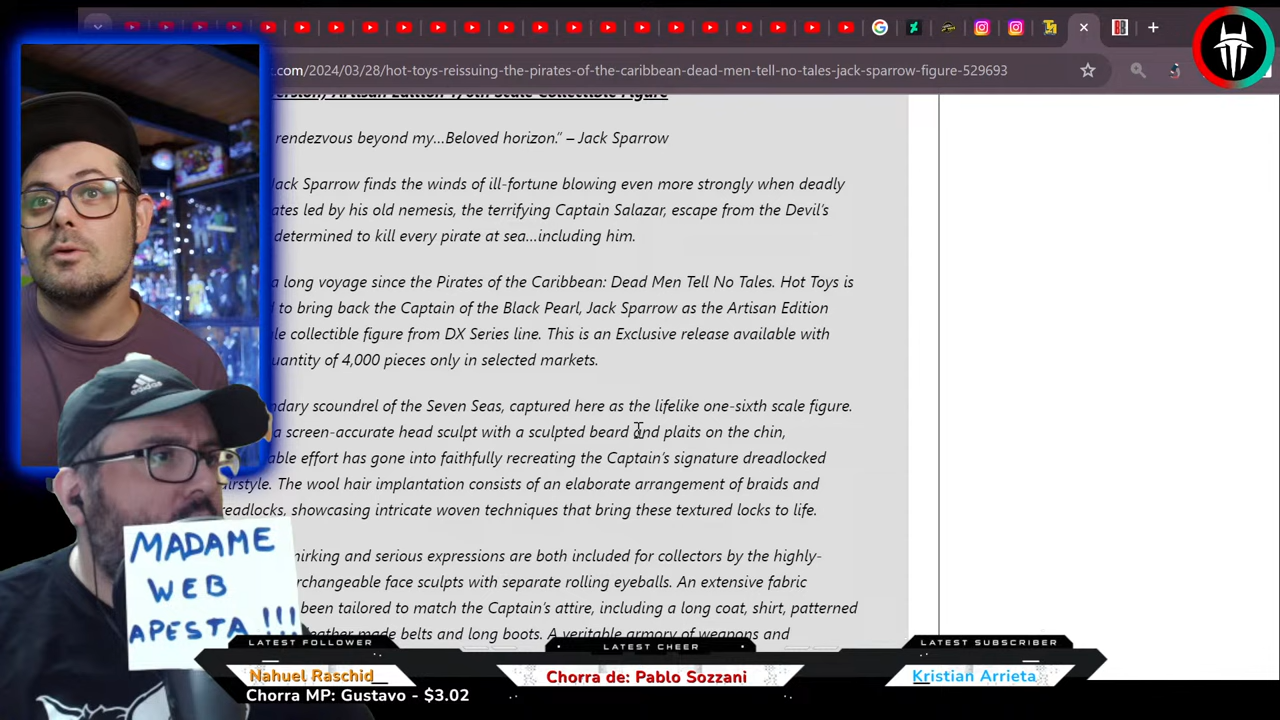 .com/2024/03/28/hot-toys-reissuing-the-pirates-of-the-caribbean-dead-men-tell-no-tales-jack-sparrow-figure-529693
Artisan Edition 1/6th Scale Collectible Figure
rendezvous beyond my...Beloved horizon.” – Jack Sparrow
Jack Sparrow finds the winds of ill-fortune blowing even more strongly when deadly
led by his old nemesis, the terrifying Captain Salazar, escape from the Devil’s
determined to kill every pirate at sea...including him.
a long voyage since the Pirates of the Caribbean: Dead Men Tell No Tales. Hot Toys is
to bring back the Captain of the Black Pearl, Jack Sparrow as the Artisan Edition
collectible figure from DX Series line. This is an Exclusive release available with
quantity of 4,000 pieces only in selected markets.
scoundrel of the Seven Seas, captured here as the lifelike one-sixth scale figure.
a screen-accurate head sculpt with a sculpted beard and plaits on the chin,
effort has gone into faithfully recreating the Captain’s signature dreadlocked
The wool hair implantation consists of an elaborate arrangement of braids and
showcasing intricate woven techniques that bring these textured locks to life.
and serious expressions are both included for collectors by the highly-
face sculpts with separate rolling eyeballs. An extensive fabric
been tailored to match the Captain’s attire, including a long coat, shirt, patterned
made belts and long boots. A veritable armory of weapons and
MADAME
WEB
APESTA!!!
LATEST FOLLOWER
LATEST CHEER
LATEST SUBSCRIBER
Nahuel Raschid
Chorra de: Pablo Sozzani
Kristian Arrieta
Chorra MP: Gustavo - $3.02